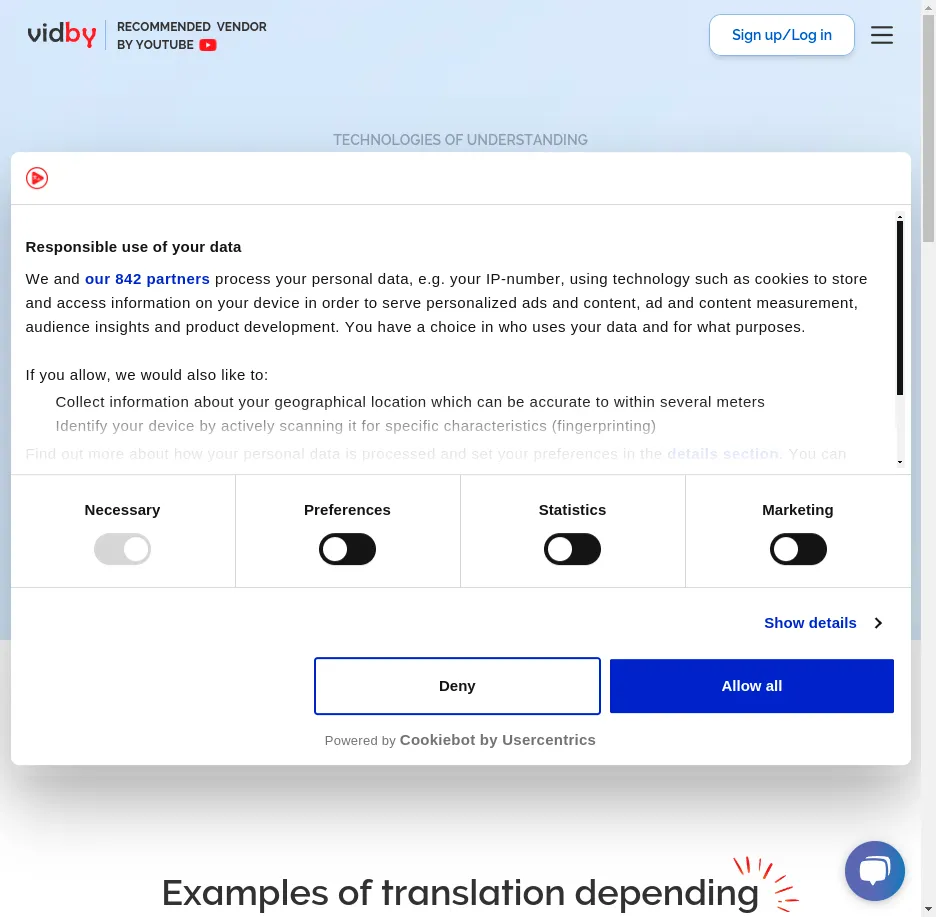 vidby
RECOMMENDED VENDOR
BY YOUTUBE
Sign up/Log in
TECHNOLOGIES OF UNDERSTANDING
Responsible use of your data
We and our 842 partners process your personal data, e.g. your IP-number, using technology such as cookies to store
and access information on your device in order to serve personalized ads and content, ad and content measurement,
audience insights and product development. You have a choice in who uses your data and for what purposes.
If you allow, we would also like to:
Collect information about your geographical location which can be accurate to within several meters
Identify your device by actively scanning it for specific characteristics (fingerprinting)
Find out more about how your personal data is processed and set your preferences in the details section. You can
Necessary
Preferences
Statistics
Marketing
Show details
Deny
Allow all
Powered by Cookiebot by Usercentrics
Examples of translation depending